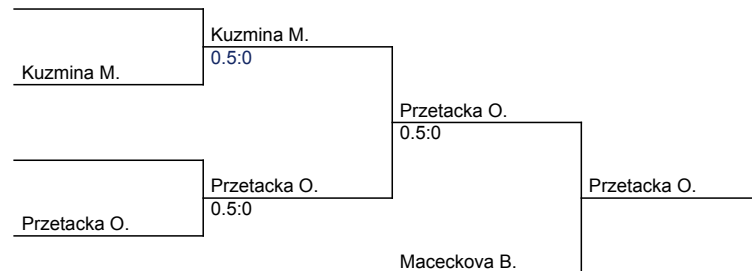 Kuzmina M.
Kuzmina M.
0.5:0
Przetacka O.
0.5:0
Przetacka O.
0.5:0
Przetacka O.
Przetacka O.
Maceckova B.